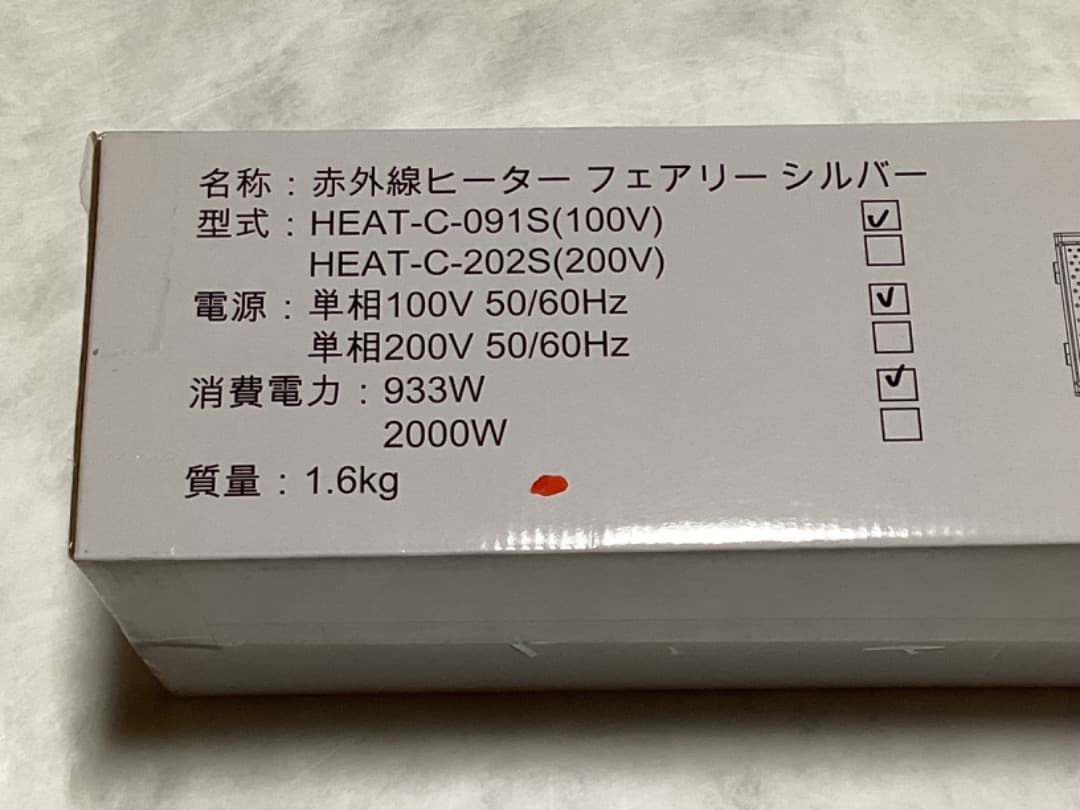 名称：赤外線ヒーター フェアリー シルバー
型式：HEAT-C-091S(100V) ☑
HEAT-C-202S(200V) ☐
電源：単相100V 50/60Hz ☑
単相200V 50/60Hz ☐
消費電力：933W ☑
2000W ☐
質量：1.6kg